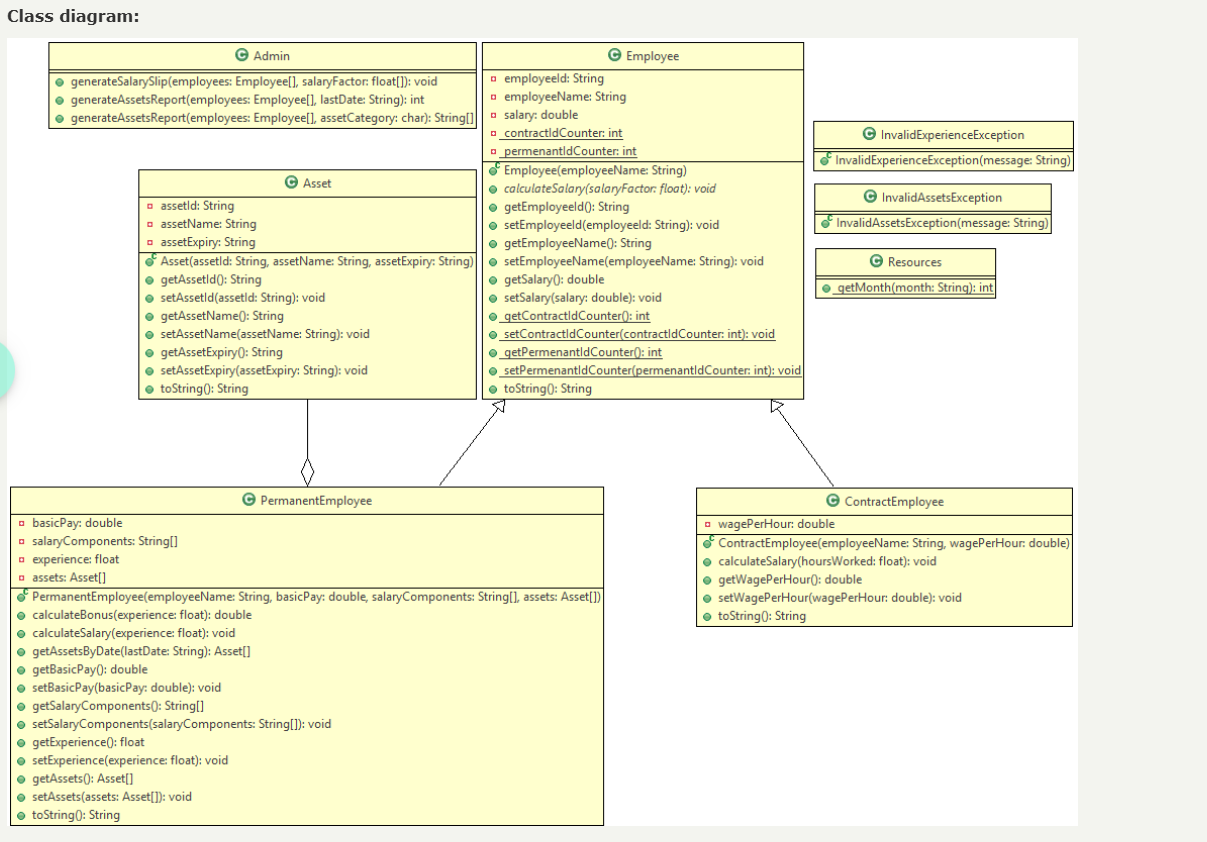 Class diagram:
Admin
generateSalarySlip(employees: Employee[], salaryFactor: float[]): void
generateAssetsReport(employees: Employee[], lastDate: String): int
generateAssetsReport(employees: Employee[], assetCategory: char): String[]
Employee
employeeId: String
employeeName: String
salary: double
contractIdCounter: int
permenantIdCounter: int
Employee(employeeName: String)
calculateSalary(salaryFactor: float): void
getEmployeeId(): String
setEmployeeId(employeeId: String): void
getEmployeeName(): String
setEmployeeName(employeeName: String): void
getSalary(): double
setSalary(salary: double): void
getContractIdCounter(): int
setContractIdCounter(contractIdCounter: int): void
getPermenantIdCounter(): int
setPermenantIdCounter(permenantIdCounter: int): void
toString(): String
InvalidExperienceException
InvalidExperienceException(message: String)
InvalidAssetsException
InvalidAssetsException(message: String)
Resources
getMonth(month: String): int
Asset
assetId: String
assetName: String
assetExpiry: String
Asset(assetId: String, assetName: String, assetExpiry: String)
getAssetId(): String
setAssetId(assetId: String): void
getAssetName(): String
setAssetName(assetName: String): void
getAssetExpiry(): String
setAssetExpiry(assetExpiry: String): void
toString(): String
PermanentEmployee
basicPay: double
salaryComponents: String[]
experience: float
assets: Asset[]
PermanentEmployee(employeeName: String, basicPay: double, salaryComponents: String[], assets: Asset[])
calculateBonus(experience: float): double
calculateSalary(experience: float): void
getAssetsByDate(lastDate: String): Asset[]
getBasicPay(): double
setBasicPay(basicPay: double): void
getSalaryComponents(): String[]
setSalaryComponents(salaryComponents: String[]): void
getExperience(): float
setExperience(experience: float): void
getAssets(): Asset[]
setAssets(assets: Asset[]): void
toString(): String
ContractEmployee
wagePerHour: double
ContractEmployee(employeeName: String, wagePerHour: double)
calculateSalary(hoursWorked: float): void
getWagePerHour(): double
setWagePerHour(wagePerHour: double): void
toString(): String